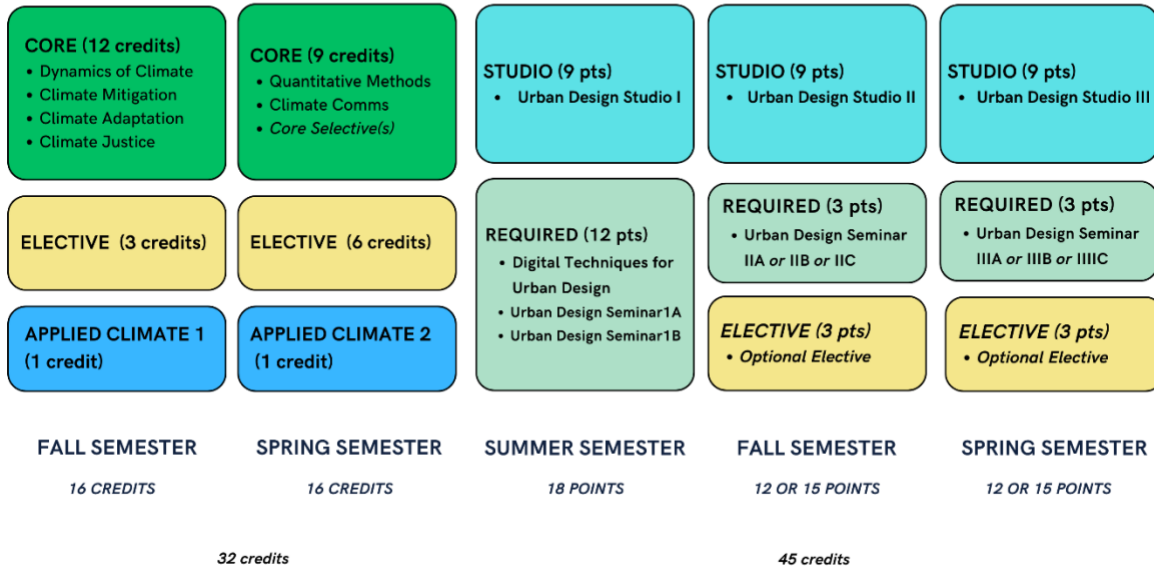 CORE (12 credits)
• Dynamics of Climate
• Climate Mitigation
• Climate Adaptation
• Climate Justice
ELECTIVE (3 credits)
APPLIED CLIMATE 1
(1 credit)
FALL SEMESTER
16 CREDITS
CORE (9 credits)
• Quantitative Methods
• Climate Comms
• Core Selective(s)
ELECTIVE (6 credits)
APPLIED CLIMATE 2
(1 credit)
SPRING SEMESTER
16 CREDITS
32 credits
STUDIO (9 pts)
• Urban Design Studio I
REQUIRED (12 pts)
• Digital Techniques for
Urban Design
• Urban Design Seminar1A
• Urban Design Seminar1B
SUMMER SEMESTER
18 POINTS
STUDIO (9 pts)
• Urban Design Studio II
REQUIRED (3 pts)
• Urban Design Seminar
IIA or IIB or IIC
ELECTIVE (3 pts)
• Optional Elective
FALL SEMESTER
12 OR 15 POINTS
STUDIO (9 pts)
• Urban Design Studio III
REQUIRED (3 pts)
• Urban Design Seminar
IIIA or IIIB or IIIIC
ELECTIVE (3 pts)
• Optional Elective
SPRING SEMESTER
12 OR 15 POINTS
45 credits